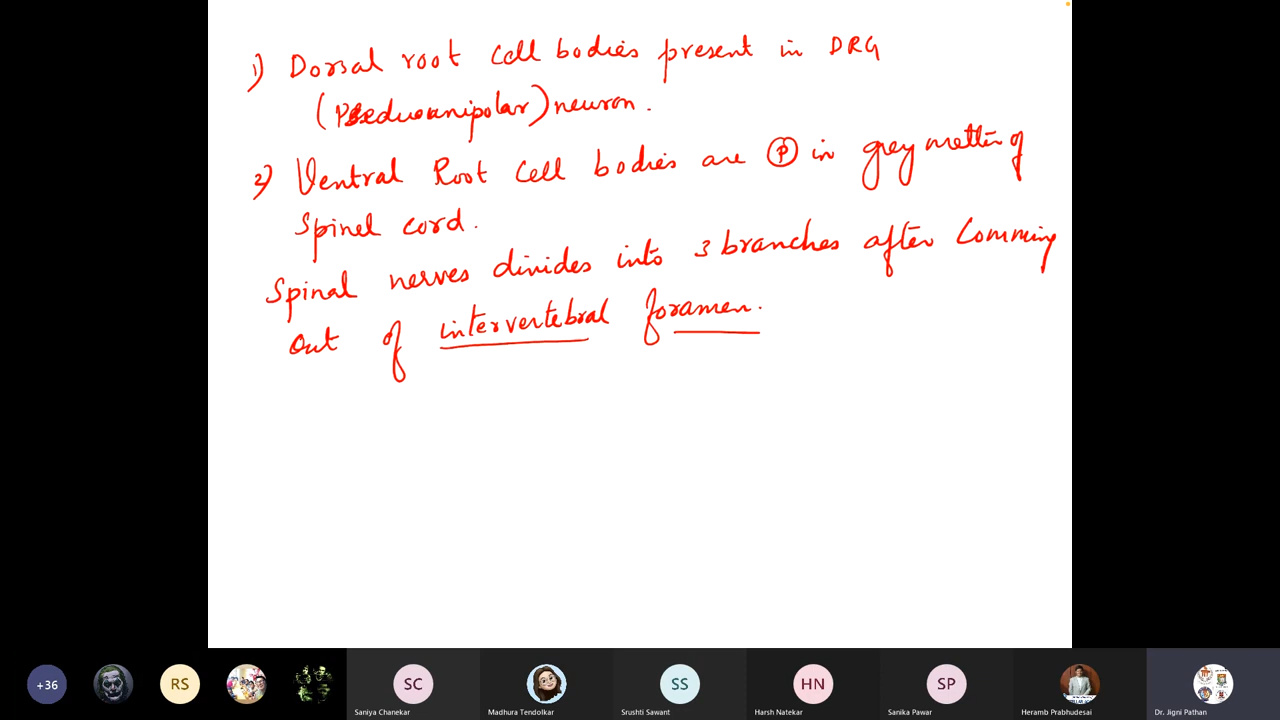 1) Dorsal root cell bodies present in DRG
(Pseduounipolar) neuron.
2) Ventral Root cell bodies are Ⓟ in grey metter of
Spinel cord.
Spinal nerves divides into 3 branches after Comming
out of intervertebral foramen.
+36
RS
SC
SS
HN
SP
Saniya Chanekar
Madhura Tendolkar
Srushti Sawant
Harsh Natekar
Sanika Pawar
Heramb Prabhudesai
Dr. Jigni Pathan